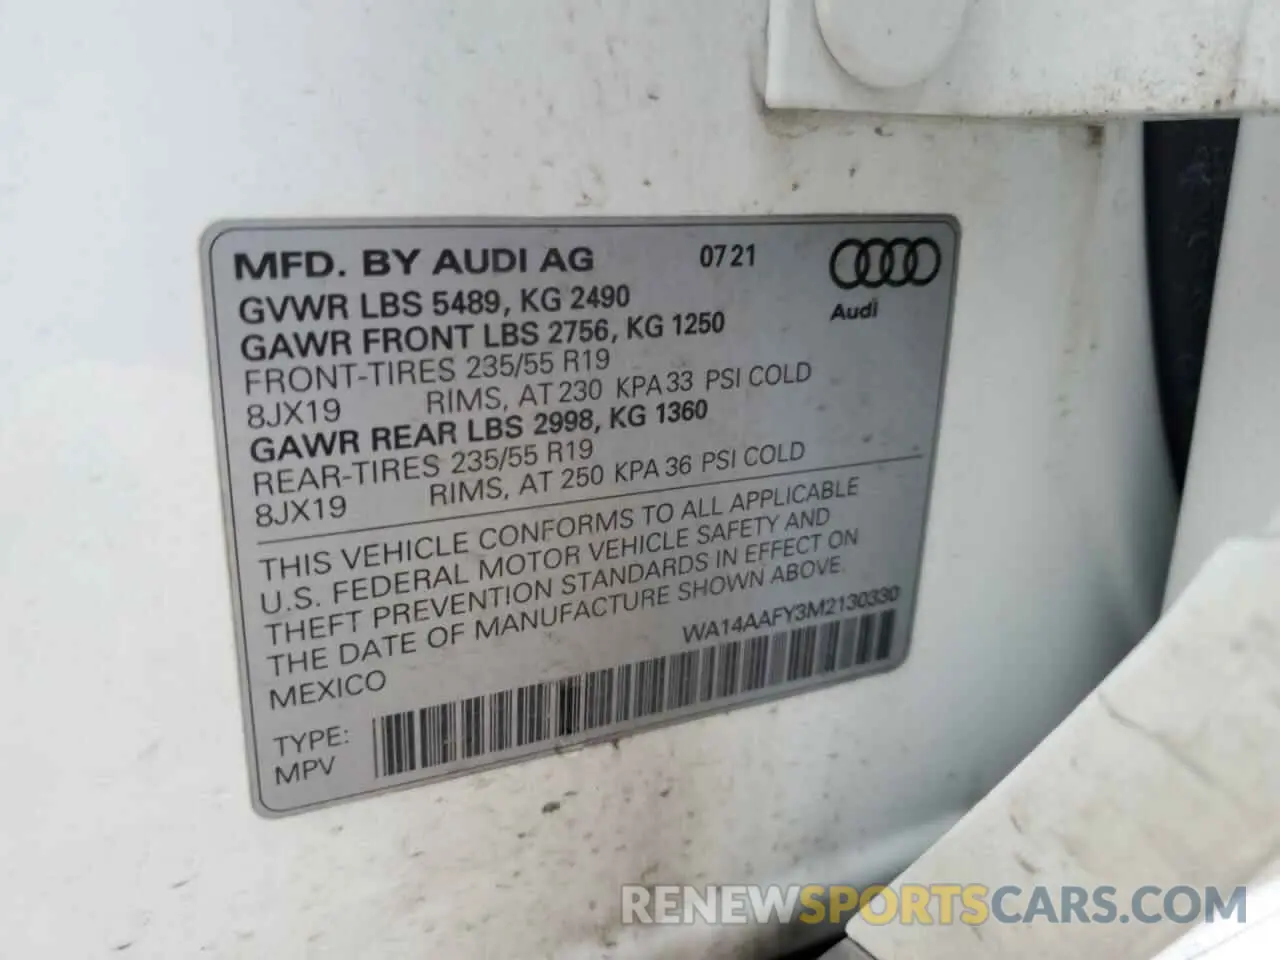 MFD. BY AUDI AG 07 21
Audi
GVWR LBS 5489, KG 2490
GAWR FRONT LBS 2756, KG 1250
FRONT-TIRES 235/55 R19
8JX19 RIMS, AT 230 KPA 33 PSI COLD
GAWR REAR LBS 2998, KG 1360
REAR-TIRES 235/55 R19
8JX19 RIMS, AT 250 KPA 36 PSI COLD
THIS VEHICLE CONFORMS TO ALL APPLICABLE
U.S. FEDERAL MOTOR VEHICLE SAFETY AND
THEFT PREVENTION STANDARDS IN EFFECT ON
THE DATE OF MANUFACTURE SHOWN ABOVE.
MEXICO WA14AAFY3M2130330
TYPE:
MPV
RENEWSPORTSCARS.COM